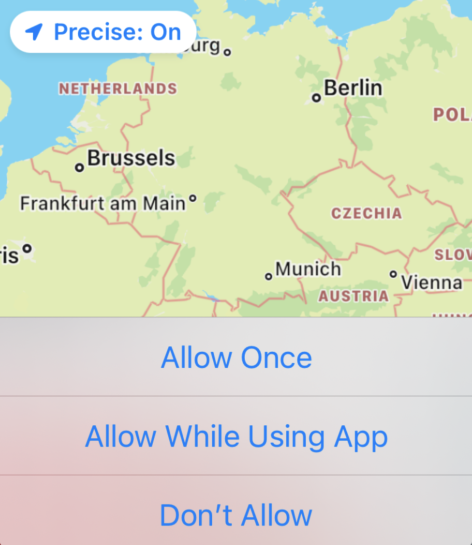 Precise: On
urg
NETHERLANDS
Berlin
POL
Brussels
Frankfurt am Main
CZECHIA
ris
SLOV
Munich
Vienna
AUSTRIA
Allow Once
Allow While Using App
Don't Allow